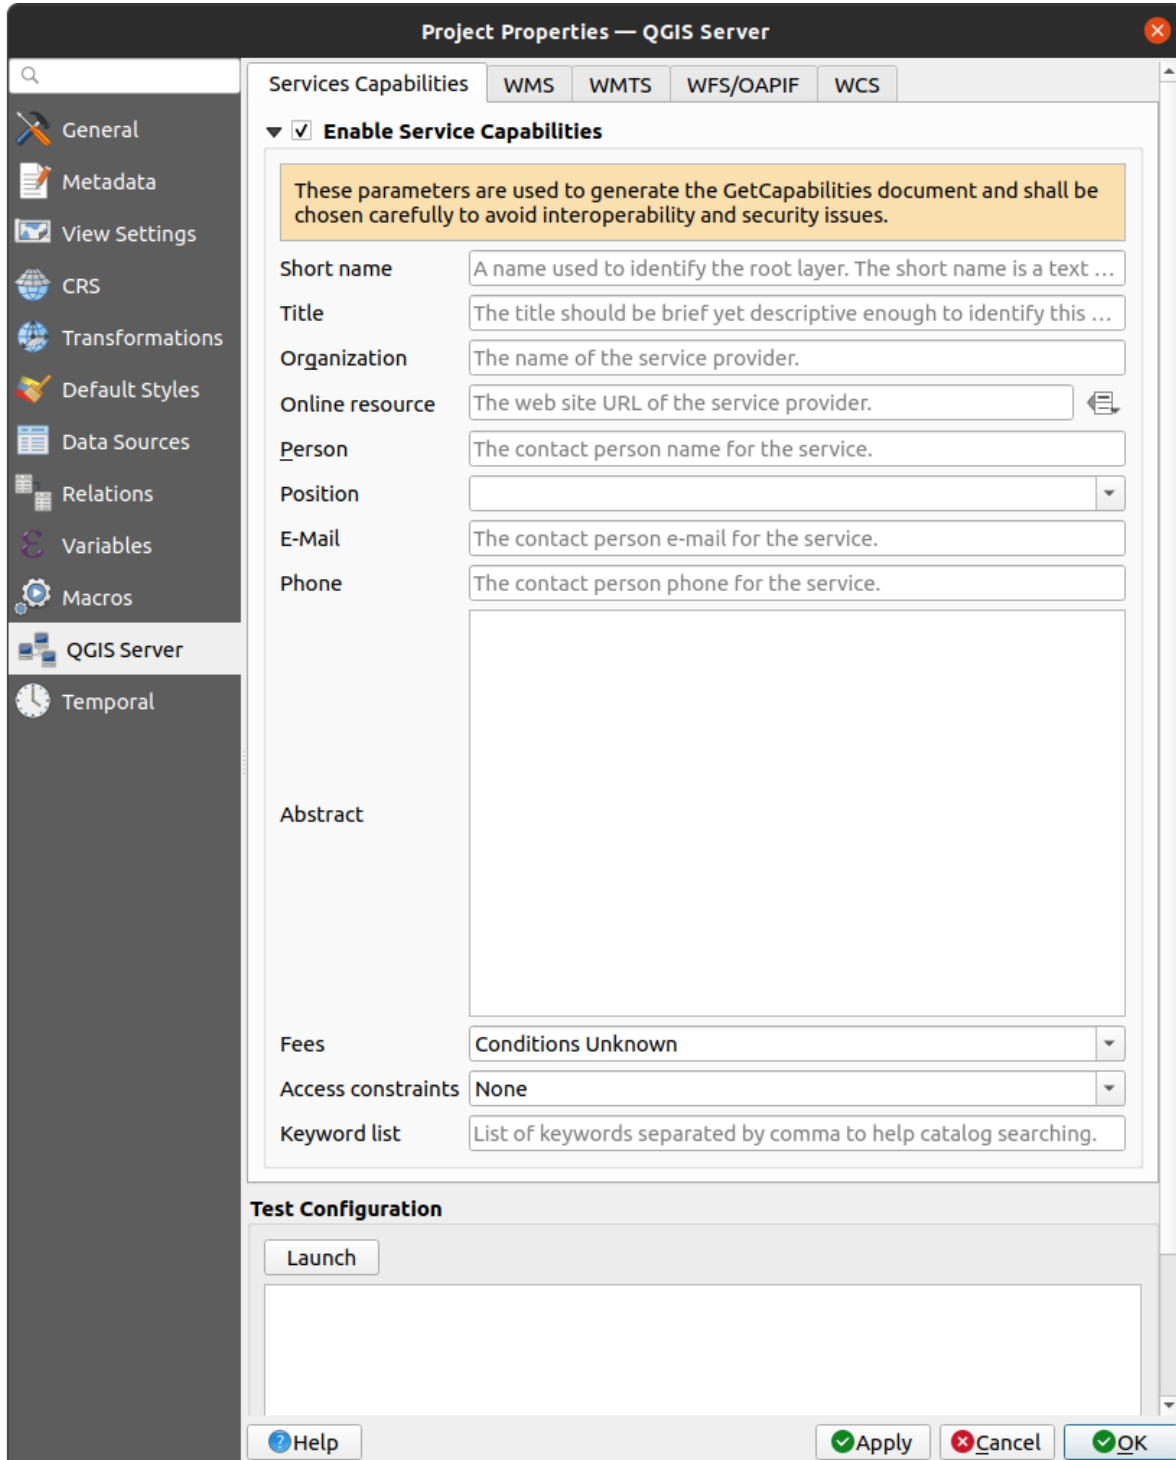 Project Properties — QGIS Server
General
Metadata
View Settings
CRS
Transformations
Default Styles
Data Sources
Relations
Variables
Macros
QGIS Server
Temporal
Services Capabilities WMS WMTS WFS/OAPIF WCS
Enable Service Capabilities
These parameters are used to generate the GetCapabilities document and shall be
chosen carefully to avoid interoperability and security issues.
Short name A name used to identify the root layer. The short name is a text ...
Title The title should be brief yet descriptive enough to identify this ...
Organization The name of the service provider.
Online resource The web site URL of the service provider.
Person The contact person name for the service.
Position
E-Mail The contact person e-mail for the service.
Phone The contact person phone for the service.
Abstract
Fees Conditions Unknown
Access constraints None
Keyword list List of keywords separated by comma to help catalog searching.
Test Configuration
Launch
Help Apply Cancel OK